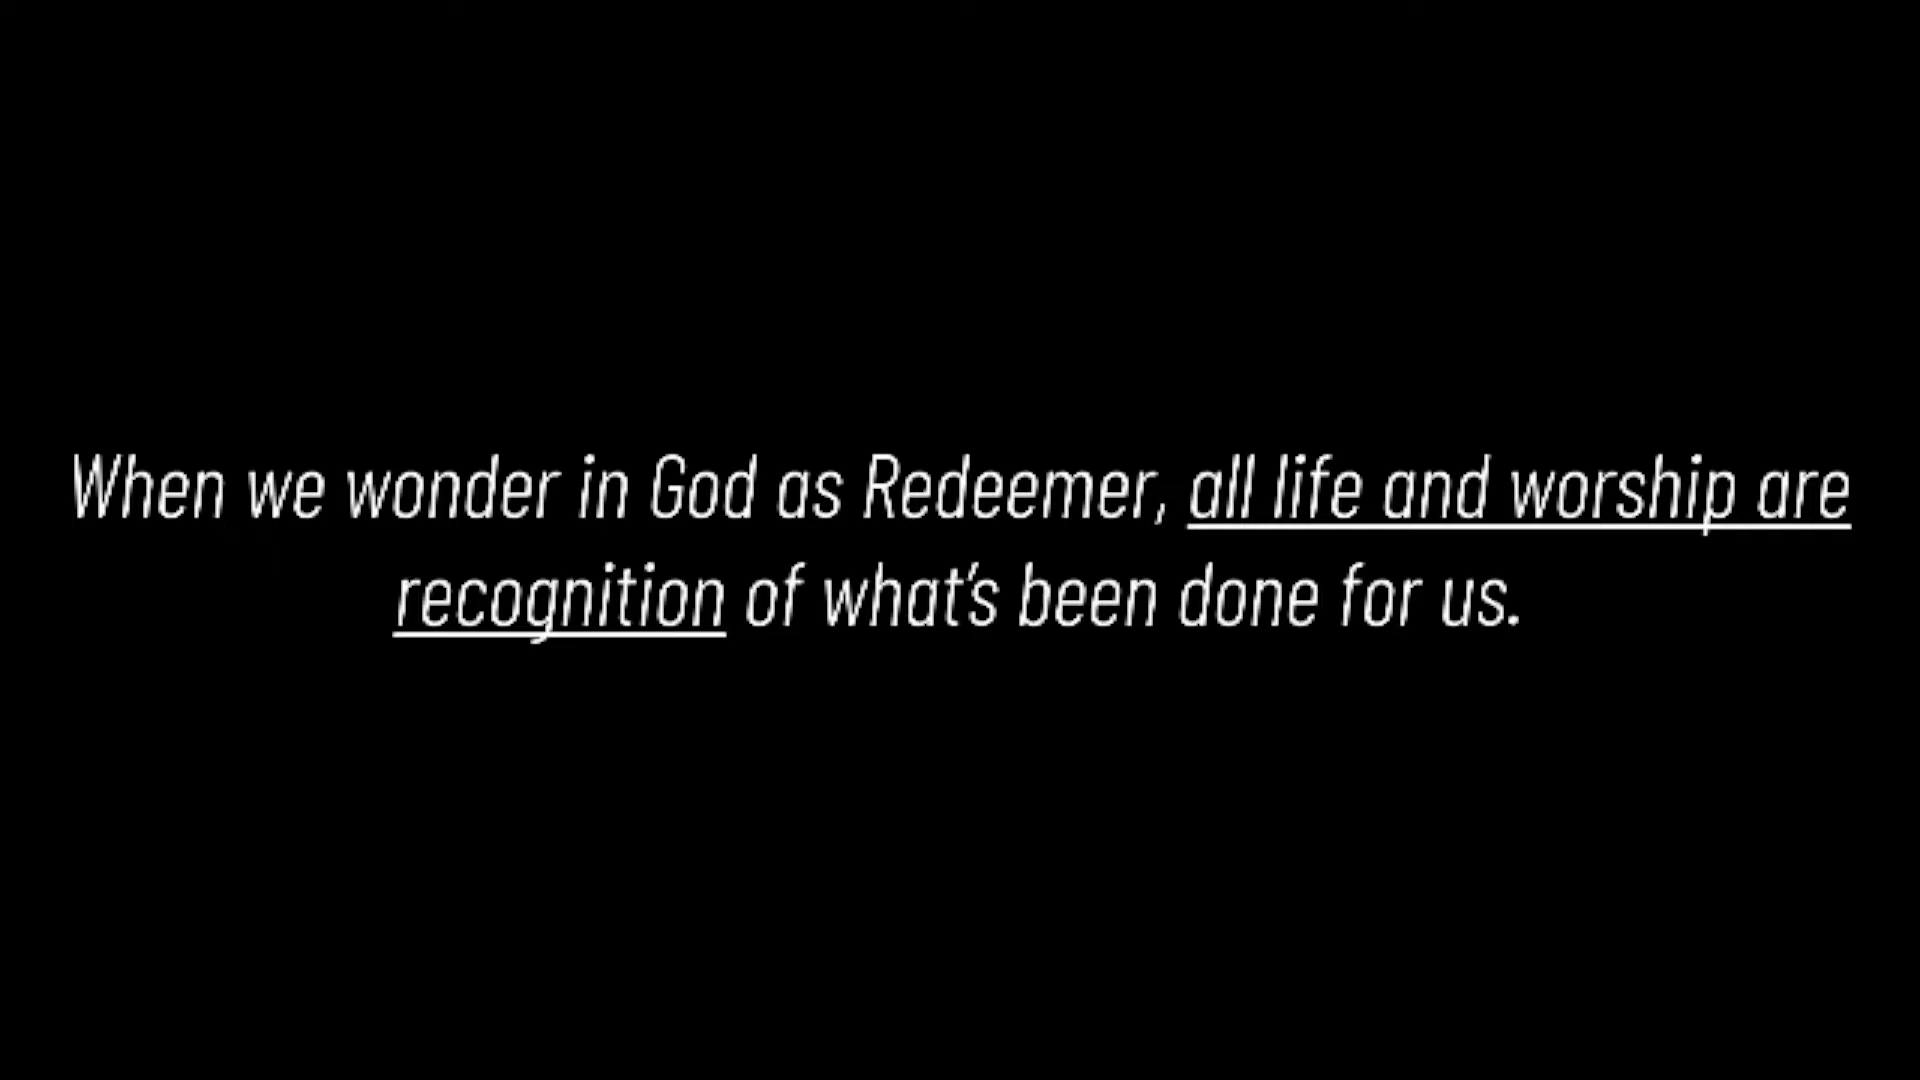 When we wonder in God as Redeemer, all life and worship are
recognition of what's been done for us.